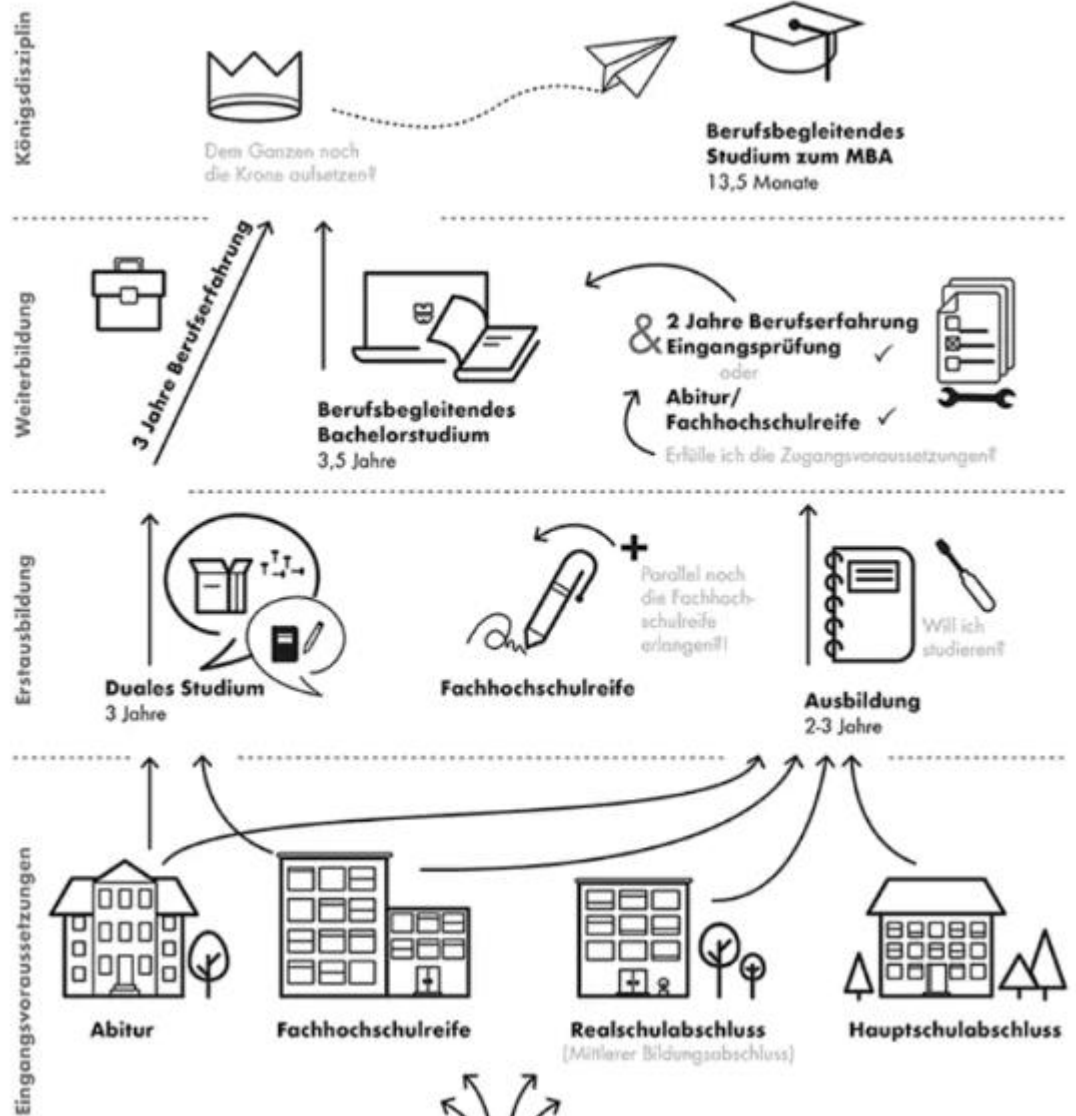 Königsdisziplin
Dem Ganzen noch
die Krone aufsetzen?
Berufsbegleitendes
Studium zum MBA
13,5 Monate
Weiterbildung
3 Jahre Berufserfahrung
Berufsbegleitendes
Bachelorstudium
3,5 Jahre
& 2 Jahre Berufserfahrung
Eingangsprüfung
oder
Abitur/
Fachhochschulreife
Erfülle ich die Zugangsvoraussetzungen?
Erstausbildung
Duales Studium
3 Jahre
Fachhochschulreife
+
Parallel noch
die Fachhoch-
schulreife
erlangen?!
Will ich
studieren?
Ausbildung
2-3 Jahre
Eingangsvoraussetzungen
Abitur
Fachhochschulreife
Realschulabschluss
(Mittlerer Bildungsabschluss)
Hauptschulabschluss